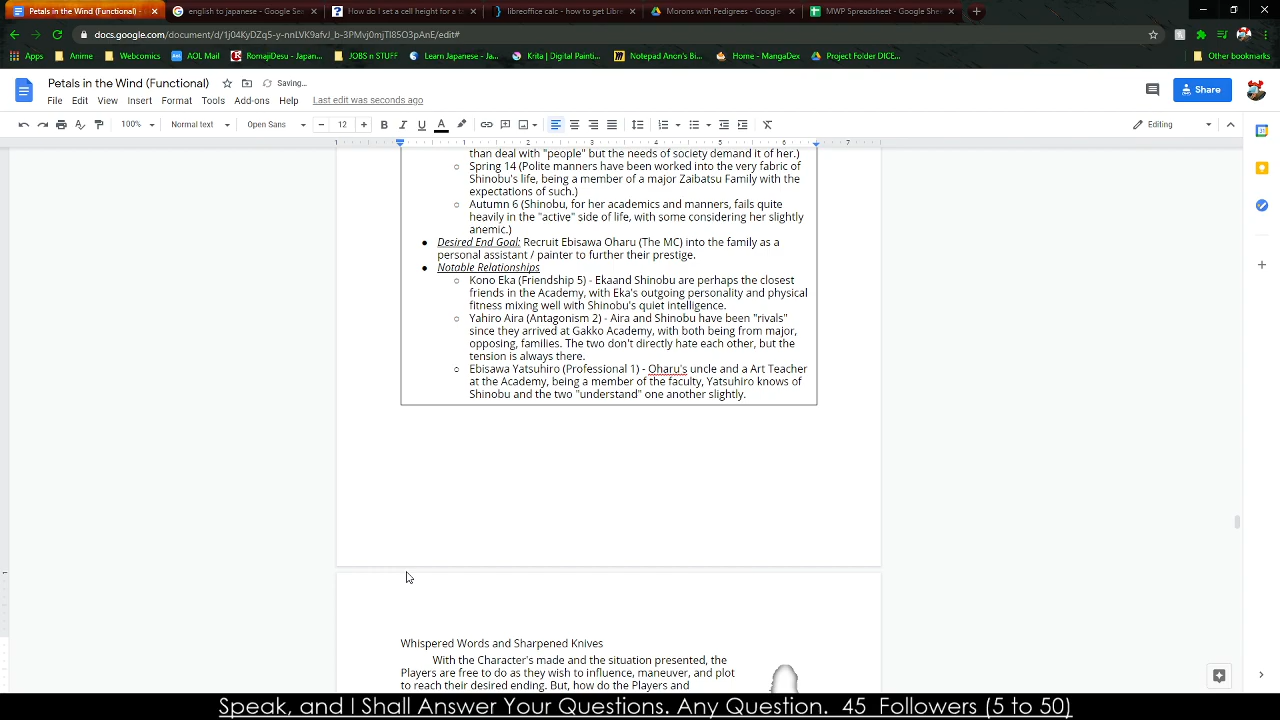 Petals in the Wind (Functional) -
english to japanese - Google Sea
How do I set a cell height for a ta
libreoffice calc - how to get Libre
Morons with Pedigrees - Google
MWP Spreadsheet - Google Shee
docs.google.com/document/d/1j04KyDZq5-y-nnLVK9afvJ_b-3PMvj0mjTI85O3pAnE/edit#
Apps
Anime
Webcomics
AOL Mail
RomajiDesu - Japan...
JOBS n STUFF
Learn Japanese - Ja...
Krita | Digital Painti...
Notepad Anon's Bi...
Home - MangaDex
Project Folder DICE...
Other bookmarks
Petals in the Wind (Functional)
Saving...
File Edit View Insert Format Tools Add-ons Help Last edit was seconds ago
Share
100% Normal text Open Sans 12 B I U A Editing
1 1 2 3 4 5 6 7
than deal with "people" but the needs of society demand it of her.)
○ Spring 14 (Polite manners have been worked into the very fabric of
Shinobu's life, being a member of a major Zaibatsu Family with the
expectations of such.)
○ Autumn 6 (Shinobu, for her academics and manners, fails quite
heavily in the "active" side of life, with some considering her slightly
anemic.)
● Desired End Goal: Recruit Ebisawa Oharu (The MC) into the family as a
personal assistant / painter to further their prestige.
● Notable Relationships
○ Kono Eka (Friendship 5) - Ekaand Shinobu are perhaps the closest
friends in the Academy, with Eka's outgoing personality and physical
fitness mixing well with Shinobu's quiet intelligence.
○ Yahiro Aira (Antagonism 2) - Aira and Shinobu have been "rivals"
since they arrived at Gakko Academy, with both being from major,
opposing, families. The two don't directly hate each other, but the
tension is always there.
○ Ebisawa Yatsuhiro (Professional 1) - Oharu's uncle and a Art Teacher
at the Academy, being a member of the faculty, Yatsuhiro knows of
Shinobu and the two "understand" one another slightly.
Whispered Words and Sharpened Knives
With the Character's made and the situation presented, the
Players are free to do as they wish to influence, maneuver, and plot
to reach their desired ending. But, how do the Players and
Speak, and I Shall Answer Your Questions. Any Question. 45 Followers (5 to 50)